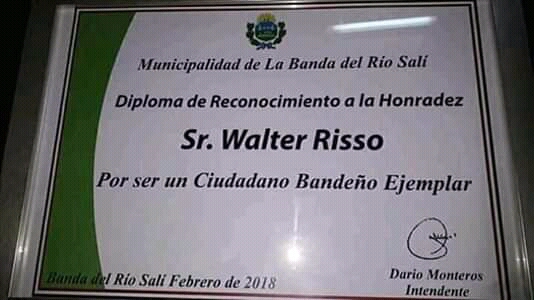 Municipalidad de La Banda del Río Salí
Diploma de Reconocimiento a la Honradez
Sr. Walter Risso
Por ser un Ciudadano Bandeño Ejemplar
Banda del Río Salí Febrero de 2018
Dario Monteros
Intendente